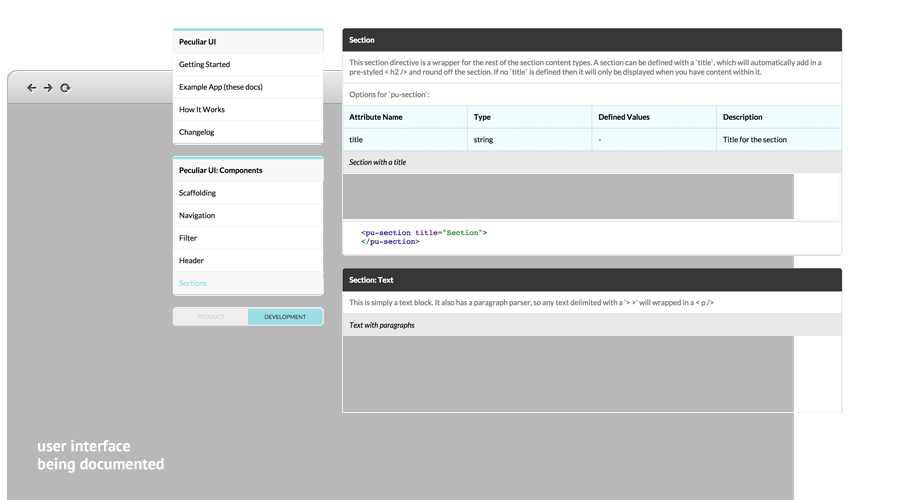 Peculiar UI
Getting Started
Example App (these docs)
How It Works
Changelog
Peculiar UI: Components
Scaffolding
Navigation
Filter
Header
Sections
PRODUCT DEVELOPMENT
Section
This section directive is a wrapper for the rest of the section content types. A section can be defined with a `title`, which will automatically add in a
pre-styled < h2 /> and round off the section. If no `title` is defined then it will only be displayed when you have content within it.
Options for `pu-section`:
Attribute Name Type Defined Values Description
title string - Title for the section
Section with a title
<pu-section title="Section">
</pu-section>
Section: Text
This is simply a text block. It also has a paragraph parser, so any text delimited with a '> >' will wrapped in a < p />
Text with paragraphs
user interface
being documented